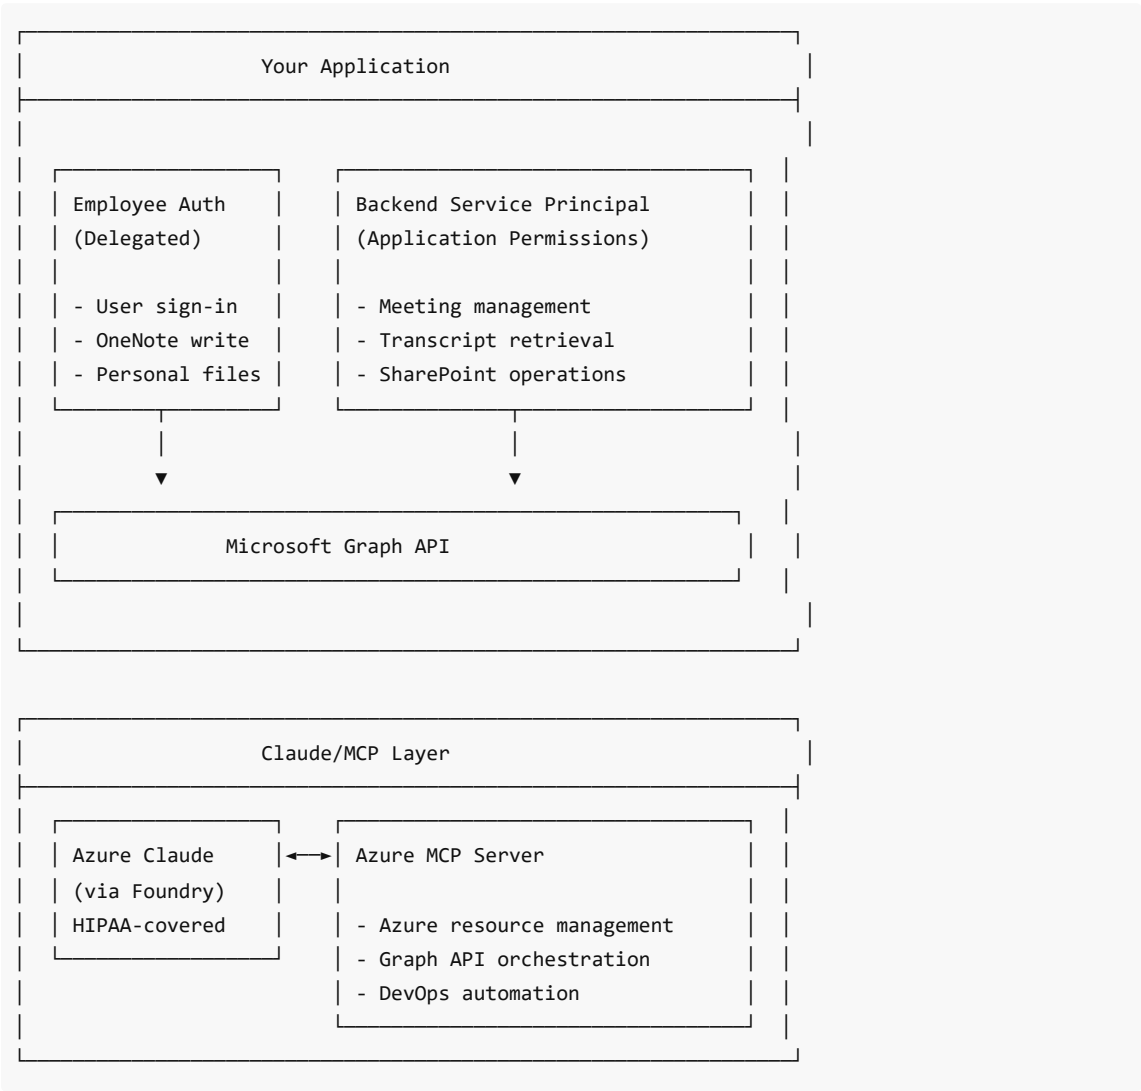 Your Application
Employee Auth Backend Service Principal
(Delegated) (Application Permissions)
- User sign-in - Meeting management
- OneNote write - Transcript retrieval
- Personal files - SharePoint operations
Microsoft Graph API
Claude/MCP Layer
Azure Claude Azure MCP Server
(via Foundry)
HIPAA-covered - Azure resource management
- Graph API orchestration
- DevOps automation